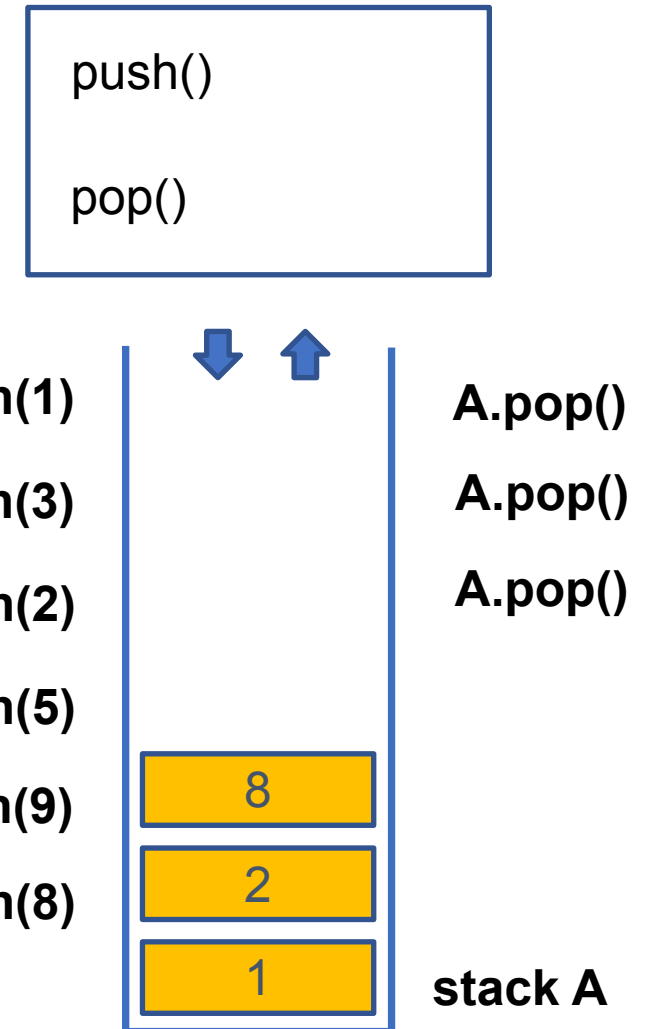 push()
pop()
h(1)
A.pop()
h(3)
A.pop()
h(2)
A.pop()
h(5)
8
h(9)
2
h(8)
1
stack A